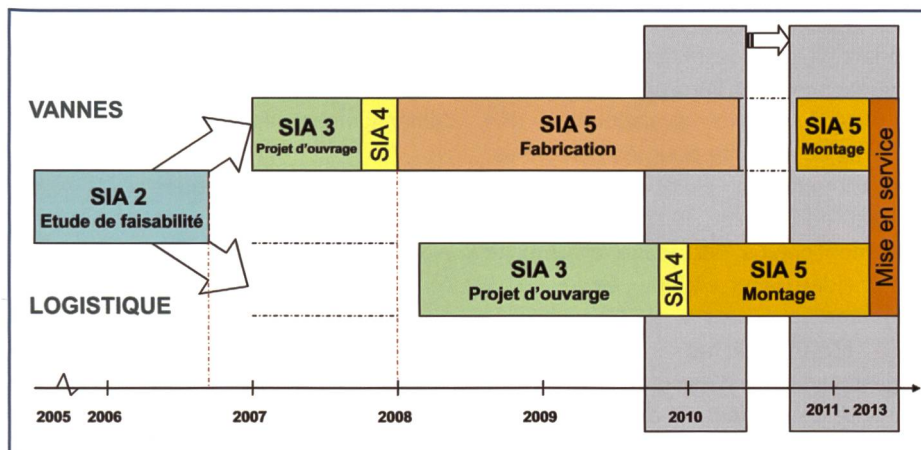 VANNES
SIA 3
Projet d'ouvrage
SIA 4
SIA 5
Fabrication
SIA 5
Montage
Mise en service
SIA 2
Etude de faisabilité
LOGISTIQUE
SIA 3
Projet d'ouvarge
SIA 4
SIA 5
Montage
2005 2006 2007 2008 2009 2010 2011 - 2013